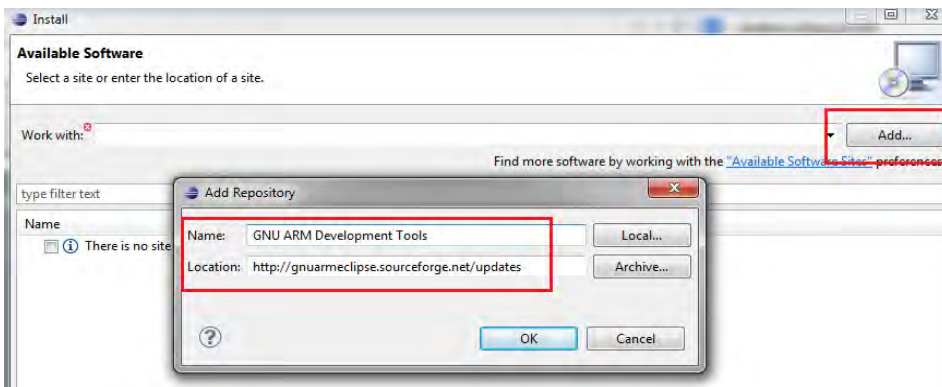 Install
Available Software
Select a site or enter the location of a site.
Work with:
Add...
Find more software by working with the "Available Software Sites" preferences
type filter text
Name
There is no site
Add Repository
Name: GNU ARM Development Tools Local...
Location: http://gnuarmeclipse.sourceforge.net/updates Archive...
OK Cancel